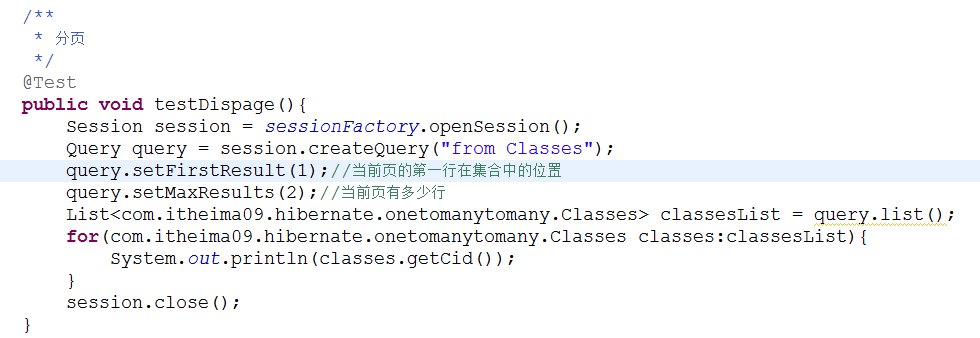 /**
 * 分页
 */
@Test
public void testDispage(){
    Session session = sessionFactory.openSession();
    Query query = session.createQuery("from Classes");
    query.setFirstResult(1);//当前页的第一行在集合中的位置
    query.setMaxResults(2);//当前页有多少行
    List<com.itheima09.hibernate.onetomanytomany.Classes> classesList = query.list();
    for(com.itheima09.hibernate.onetomanytomany.Classes classes:classesList){
        System.out.println(classes.getCid());
    }
    session.close();
}